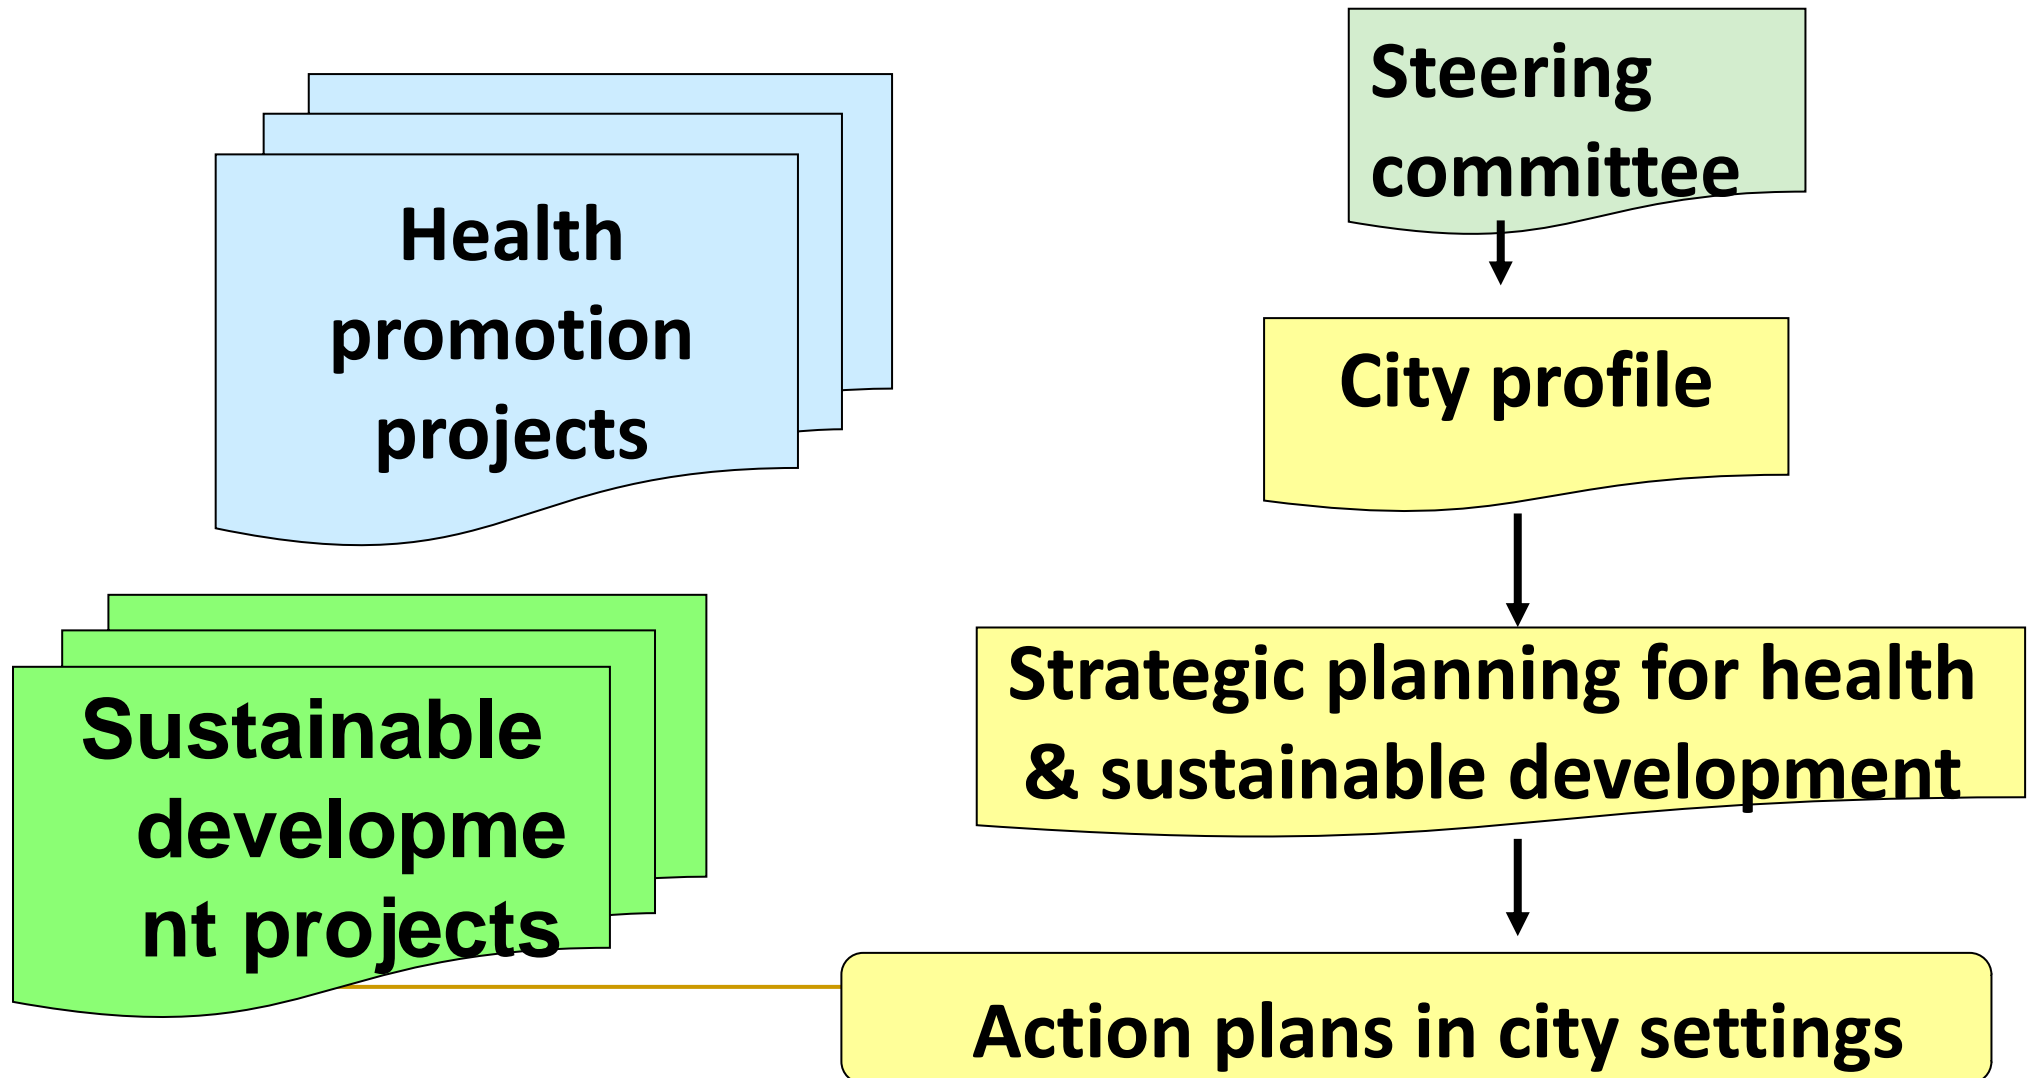 Health
promotion
projects
Sustainable
developme
nt projects
Steering
committee
City profile
Strategic planning for health
& sustainable development
Action plans in city settings